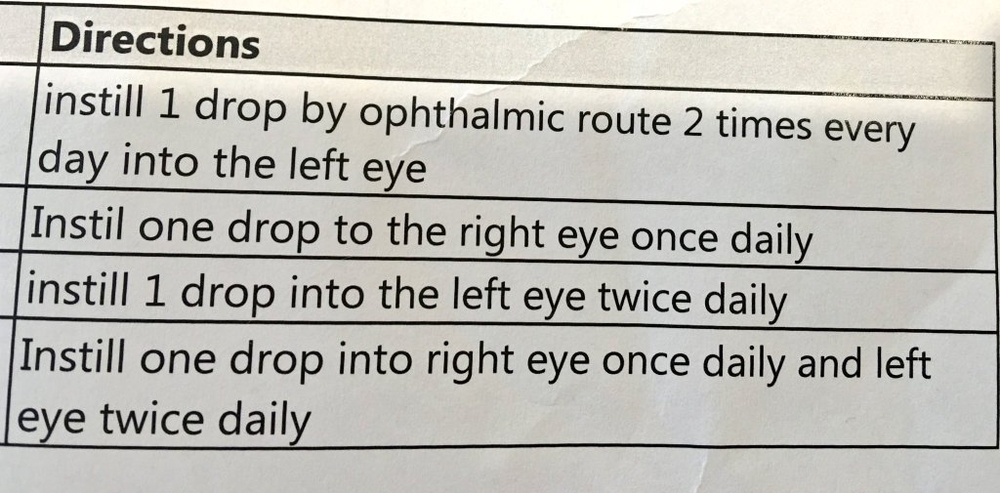 Directions
instill 1 drop by ophthalmic route 2 times every
day into the left eye
Instil one drop to the right eye once daily
instill 1 drop into the left eye twice daily
Instill one drop into right eye once daily and left
eye twice daily